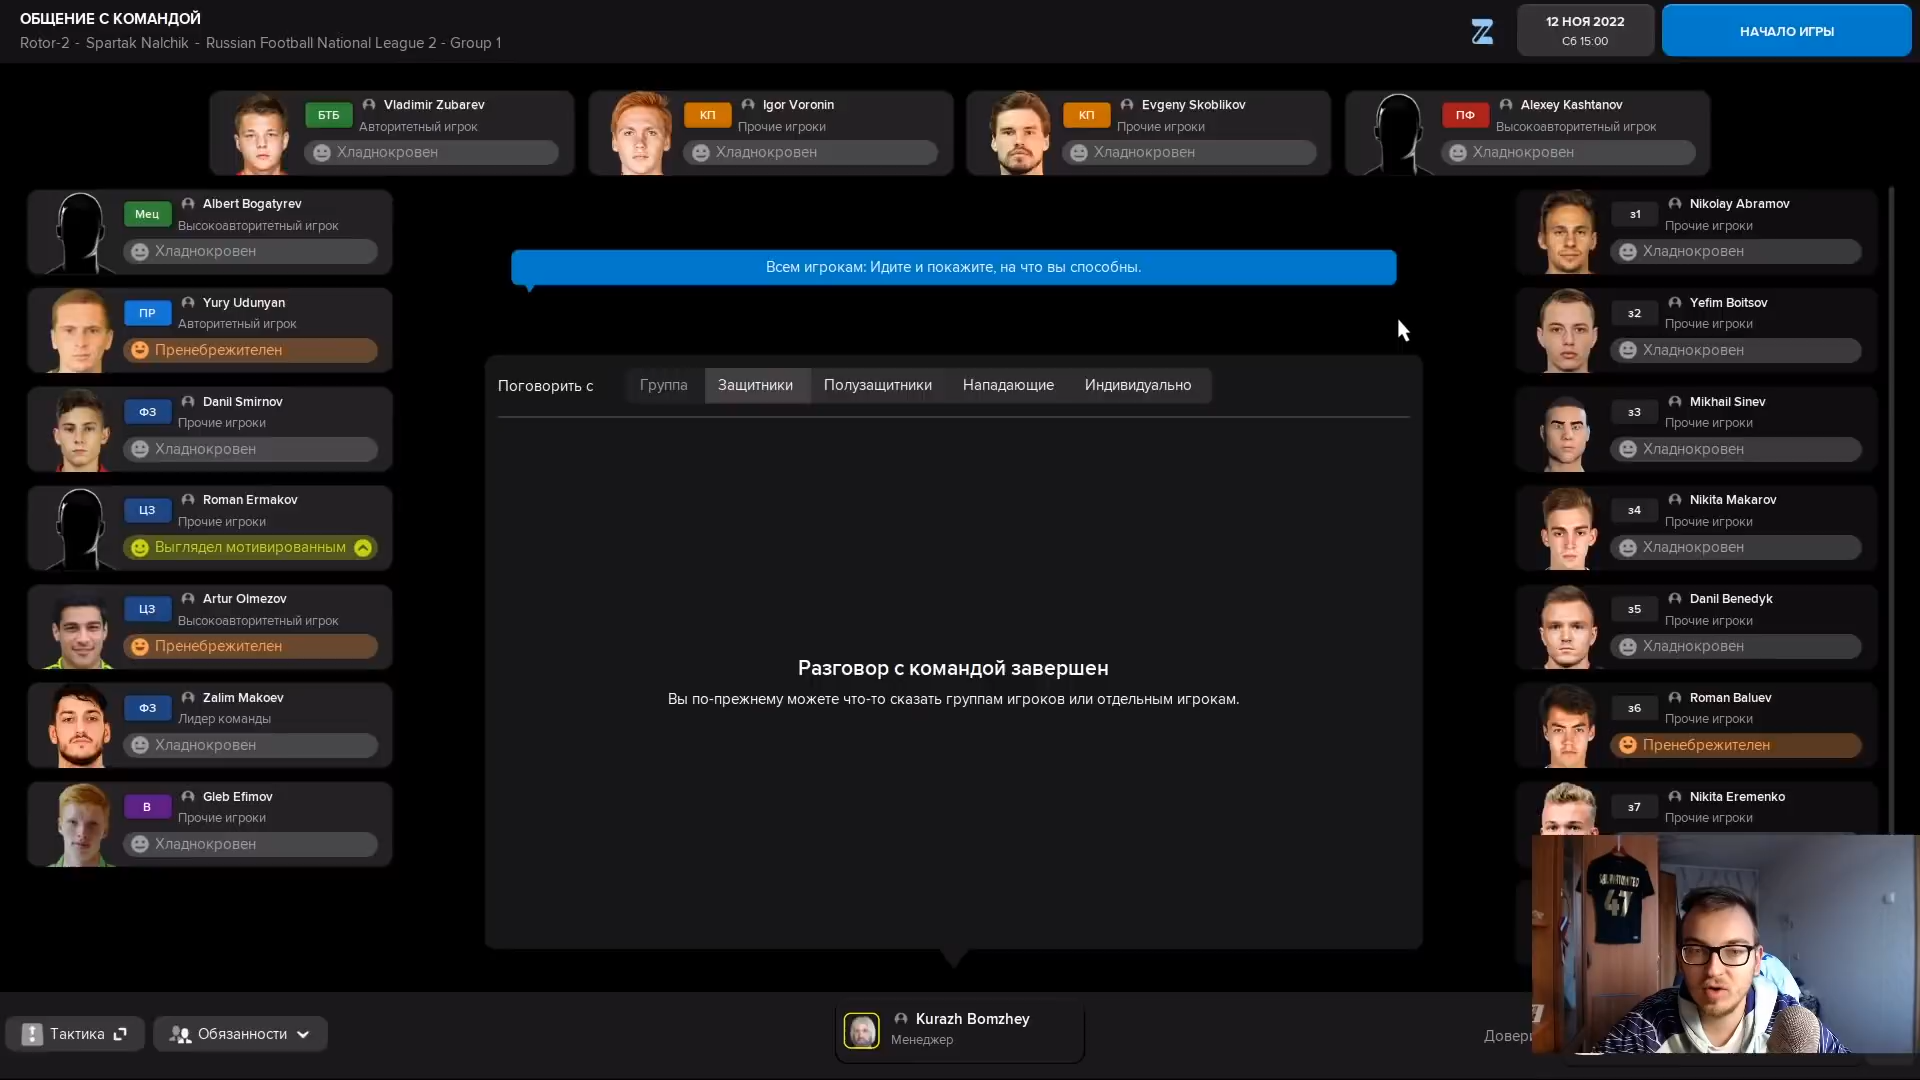 ОБЩЕНИЕ С КОМАНДОЙ
Rotor-2 - Spartak Nalchik - Russian Football National League 2 - Group 1
12 НОЯ 2022
Сб 15:00
НАЧАЛО ИГРЫ
БТБ
Vladimir Zubarev
Авторитетный игрок
Хладнокровен
КП
Igor Voronin
Прочие игроки
Хладнокровен
КП
Evgeny Skoblikov
Прочие игроки
Хладнокровен
ПФ
Alexey Kashtanov
Высокоавторитетный игрок
Хладнокровен
Мец
Albert Bogatyrev
Высокоавторитетный игрок
Хладнокровен
ПР
Yury Udunyan
Авторитетный игрок
Пренебрежителен
ФЗ
Danil Smirnov
Прочие игроки
Хладнокровен
ЦЗ
Roman Ermakov
Прочие игроки
Выглядел мотивированным
ЦЗ
Artur Olmezov
Высокоавторитетный игрок
Пренебрежителен
ФЗ
Zalim Makoev
Лидер команды
Хладнокровен
В
Gleb Efimov
Прочие игроки
Хладнокровен
Всем игрокам: Идите и покажите, на что вы способны.
Поговорить с
Группа
Защитники
Полузащитники
Нападающие
Индивидуально
Разговор с командой завершен
Вы по-прежнему можете что-то сказать группам игроков или отдельным игрокам.
з1
Nikolay Abramov
Прочие игроки
Хладнокровен
з2
Yefim Boitsov
Прочие игроки
Хладнокровен
з3
Mikhail Sinev
Прочие игроки
Хладнокровен
з4
Nikita Makarov
Прочие игроки
Хладнокровен
з5
Danil Benedyk
Прочие игроки
Хладнокровен
з6
Roman Baluev
Прочие игроки
Пренебрежителен
з7
Nikita Eremenko
Прочие игроки
47
Тактика
Обязанности
Kurazh Bomzhey
Менеджер